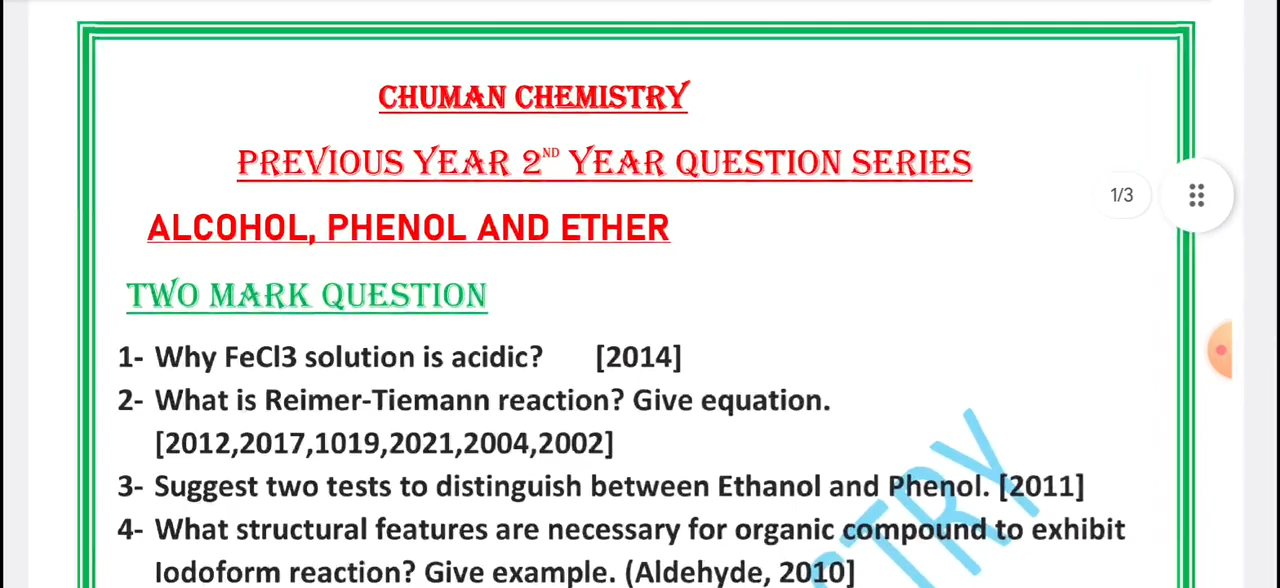 CHUMAN CHEMISTRY
PREVIOUS YEAR 2ND YEAR QUESTION SERIES
1/3
ALCOHOL, PHENOL AND ETHER
TWO MARK QUESTION
1- Why FeCl3 solution is acidic? [2014]
2- What is Reimer-Tiemann reaction? Give equation.
[2012,2017,1019,2021,2004,2002]
3- Suggest two tests to distinguish between Ethanol and Phenol. [2011]
4- What structural features are necessary for organic compound to exhibit
Iodoform reaction? Give example. (Aldehyde, 2010]
STRY